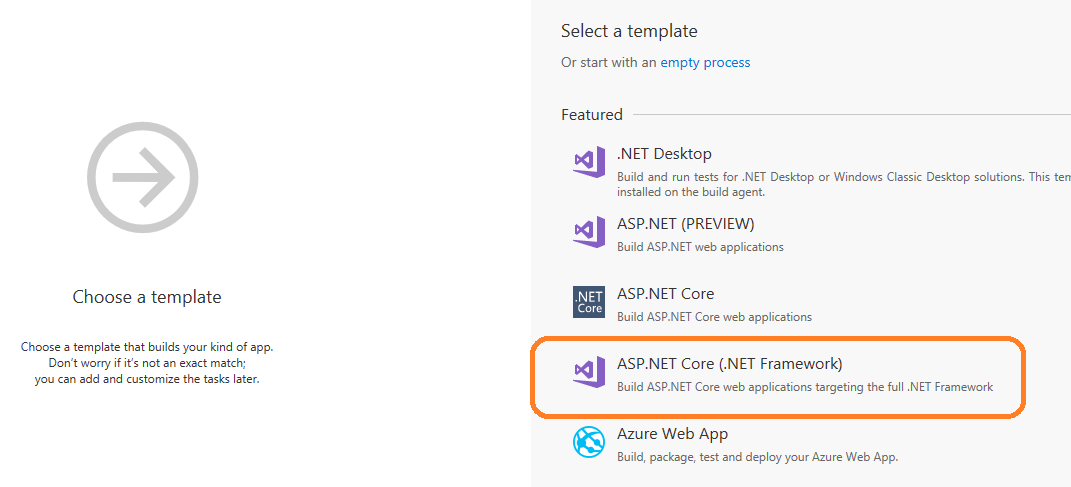 Choose a template
Choose a template that builds your kind of app.
Don't worry if it's not an exact match;
you can add and customize the tasks later.
Select a template
Or start with an empty process
Featured
.NET Desktop
Build and run tests for .NET Desktop or Windows Classic Desktop solutions. This tem
installed on the build agent.
ASP.NET (PREVIEW)
Build ASP.NET web applications
.NET
Core
ASP.NET Core
Build ASP.NET Core web applications
ASP.NET Core (.NET Framework)
Build ASP.NET Core web applications targeting the full .NET Framework
Azure Web App
Build, package, test and deploy your Azure Web App.